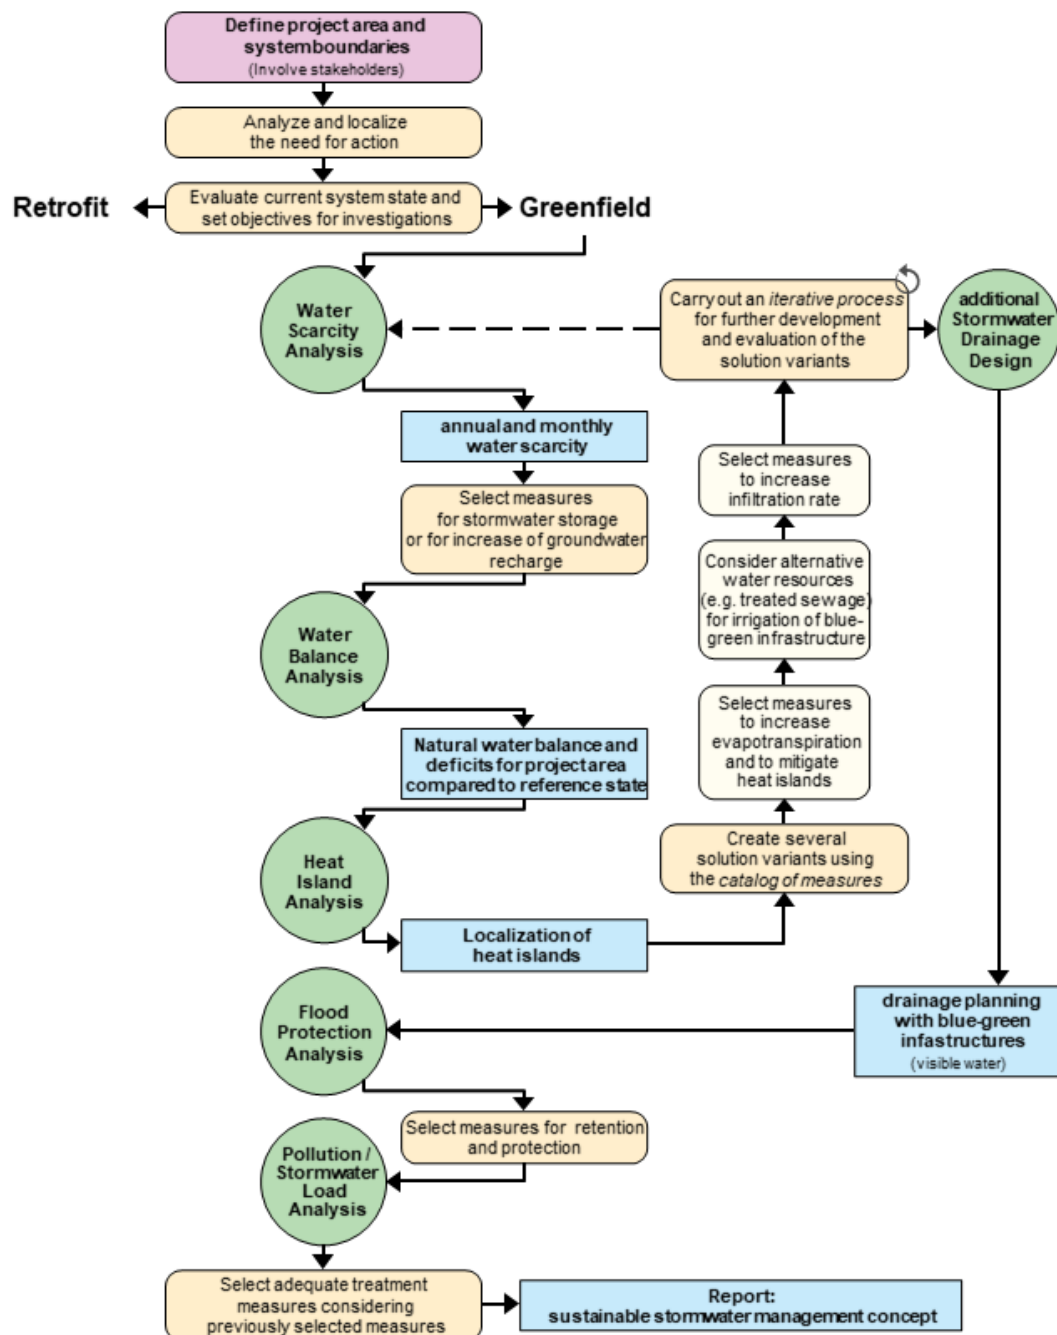 Define project area and
systemboundaries
(Involve stakeholders)
Analyze and localize
the need for action
Retrofit
Evaluate current system state and
set objectives for investigations
Greenfield
Water
Scarcity
Analysis
Carry out an iterative process
for further development
and evaluation of the
solution variants
additional
Stormwater
Drainage
Design
annual and monthly
water scarcity
Select measures
to increase
infiltration rate
Select measures
for stormwater storage
or for increase of groundwater
recharge
Consider alternative
water resources
(e.g. treated sewage)
for irrigation of blue-
green infrastructure
Water
Balance
Analysis
Select measures
to increase
evapotranspiration
and to mitigate
heat islands
Natural water balance and
deficits for project area
compared to reference state
Heat
Island
Analysis
Create several
solution variants using
the catalog of measures
Localization of
heat islands
Flood
Protection
Analysis
drainage planning
with blue-green
infastructures
(visible water)
Select measures for retention
and protection
Pollution /
Stormwater
Load
Analysis
Select adequate treatment
measures considering
previously selected measures
Report:
sustainable stormwater management concept